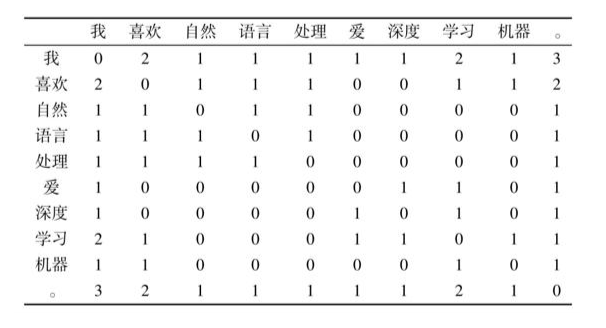 我 喜欢 自然 语言 处理 爱 深度 学习 机器 。
我 0 2 1 1 1 1 1 2 1 3
喜欢 2 0 1 1 1 0 0 1 1 2
自然 1 1 0 1 1 0 0 0 0 1
语言 1 1 1 0 1 0 0 0 0 1
处理 1 1 1 1 0 0 0 0 0 1
爱 1 0 0 0 0 0 1 1 0 1
深度 1 0 0 0 0 1 0 1 0 1
学习 2 1 0 0 0 1 1 0 1 1
机器 1 1 0 0 0 0 0 1 0 1
。 3 2 1 1 1 1 1 2 1 0